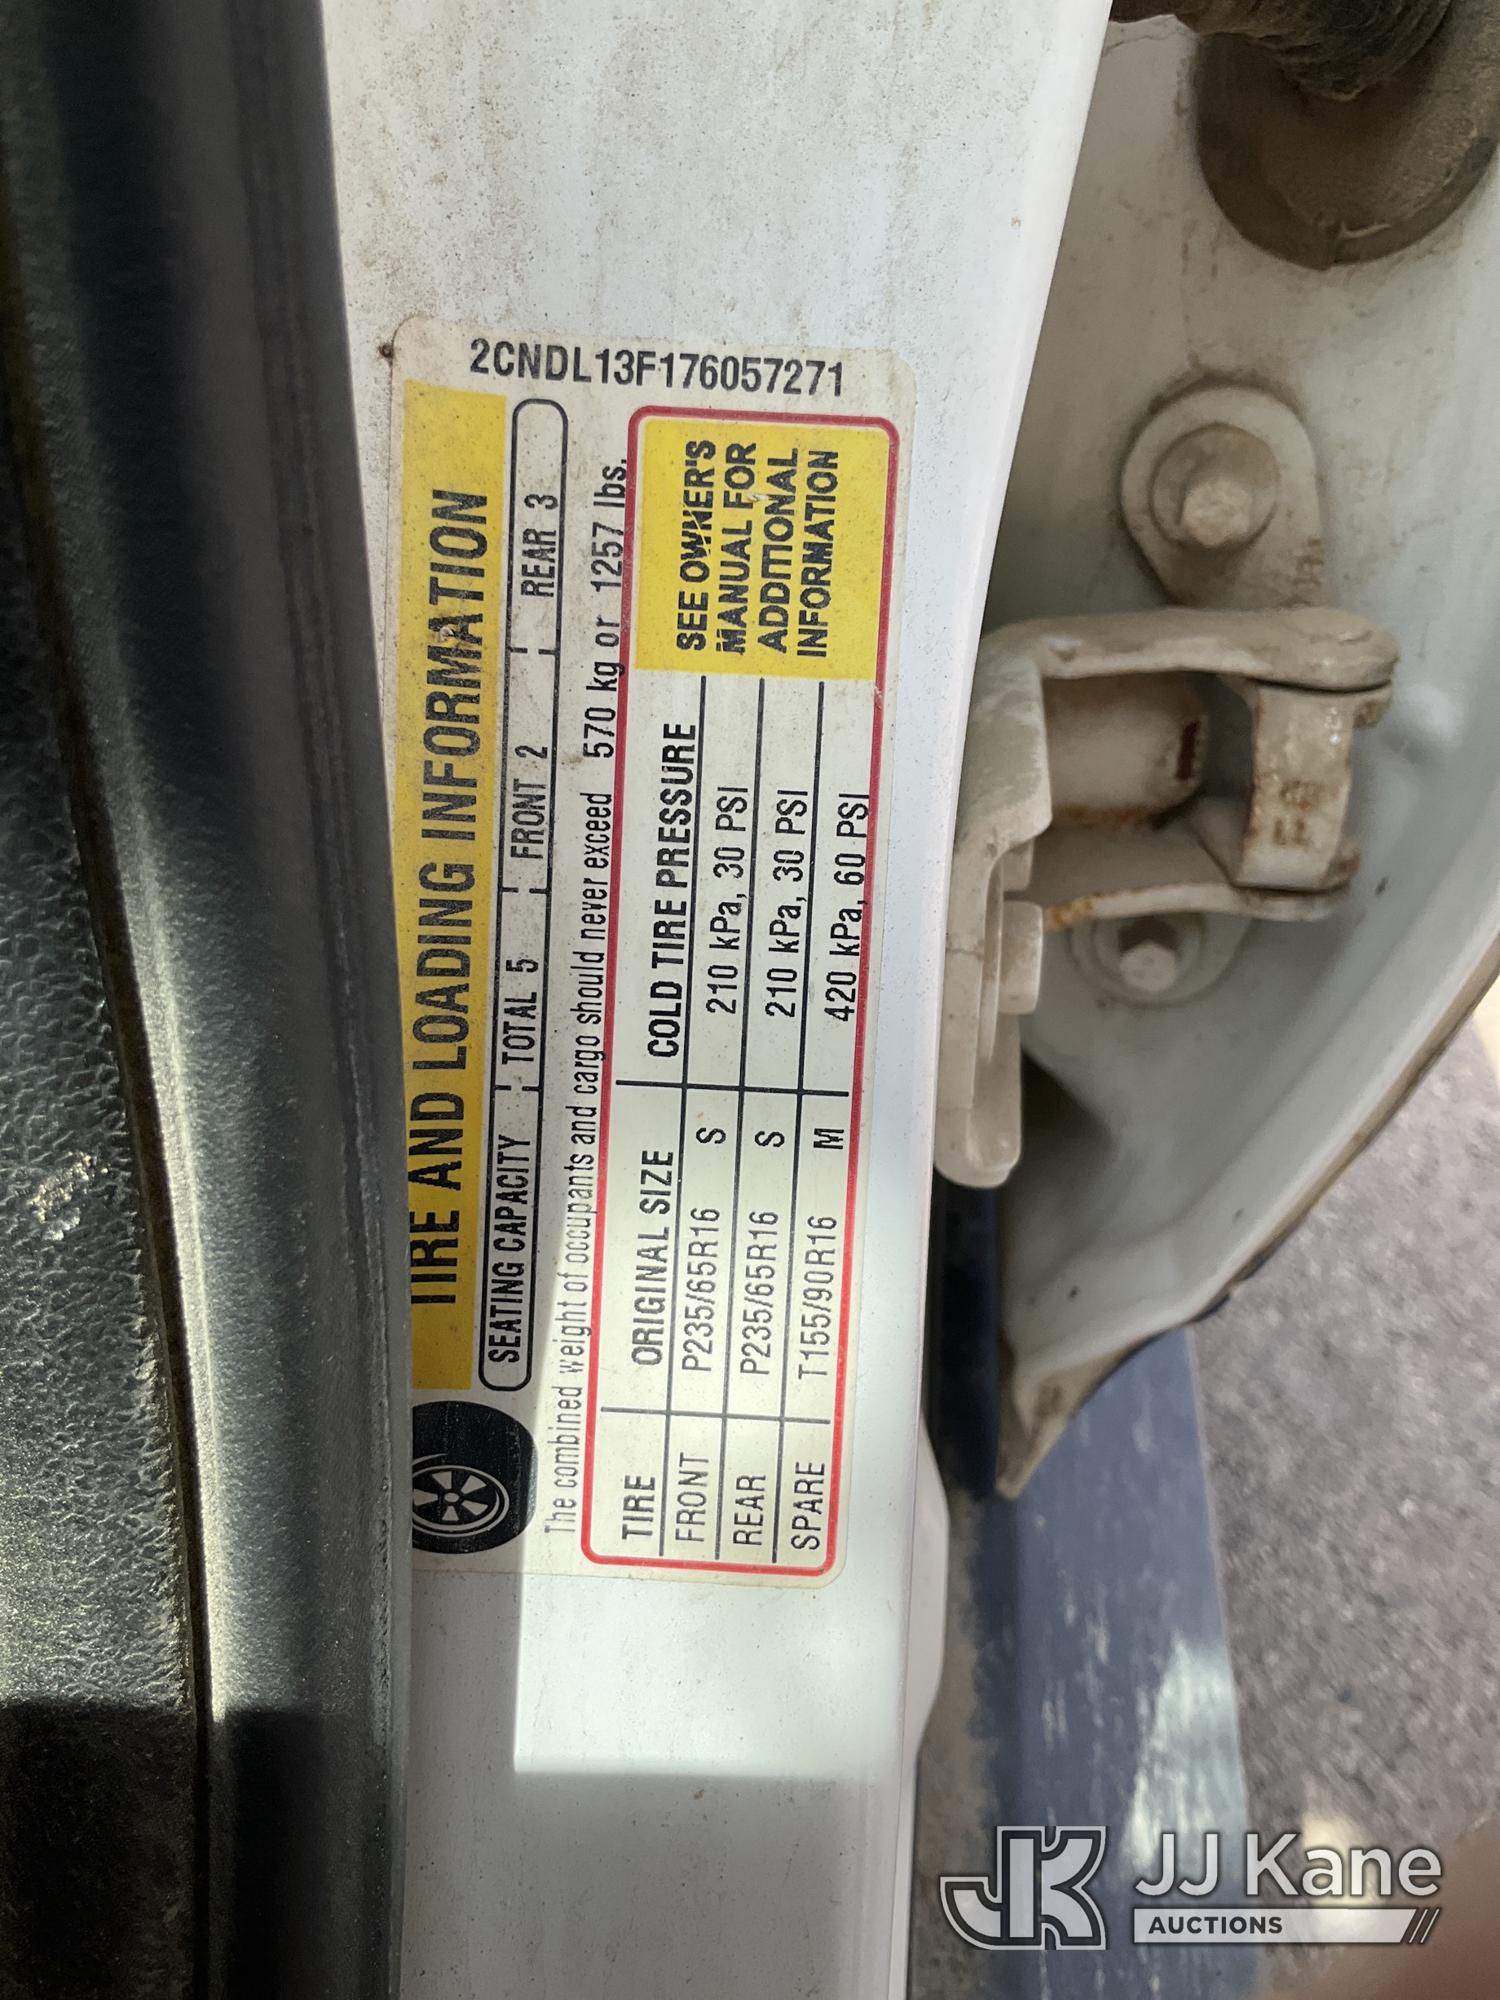 2CNDL13F176057271
TIRE AND LOADING INFORMATION
SEATING CAPACITY TOTAL 5 FRONT 2 REAR 3
The combined weight of occupants and cargo should never exceed 570 kg or 1257 lbs.
TIRE ORIGINAL SIZE COLD TIRE PRESSURE
FRONT P235/65R16 S 210 kPa, 30 PSI
REAR P235/65R16 S 210 kPa, 30 PSI
SPARE T155/90R16 M 420 kPa, 60 PSI
SEE OWNER'S
MANUAL FOR
ADDITIONAL
INFORMATION
JK JJ Kane
AUCTIONS